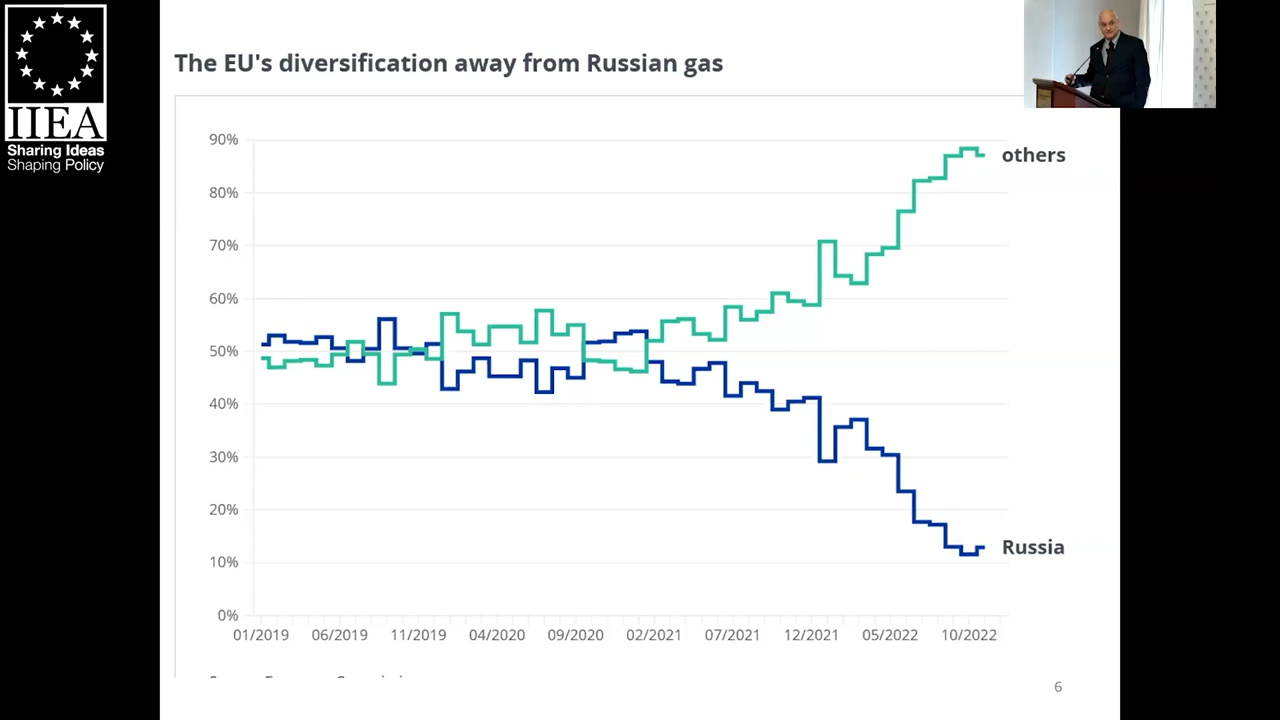 IIEA
Sharing Ideas
Shaping Policy
The EU's diversification away from Russian gas
90%
80%
70%
60%
50%
40%
30%
20%
10%
0%
others
Russia
01/2019 06/2019 11/2019 04/2020 09/2020 02/2021 07/2021 12/2021 05/2022 10/2022
6